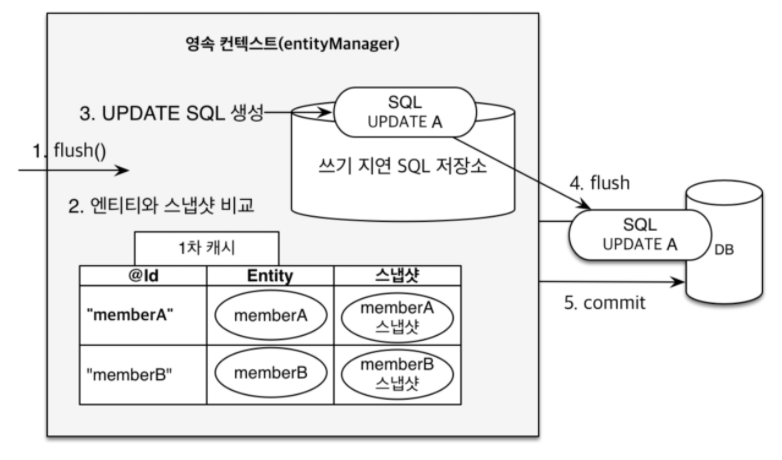 영속 컨텍스트(entityManager)
SQL
UPDATE A
3. UPDATE SQL 생성
쓰기 지연 SQL 저장소
1. flush()
2. 엔티티와 스냅샷 비교
4. flush
SQL
UPDATE A
DB
5. commit
1차 캐시
@Id Entity 스냅샷
"memberA" memberA memberA
스냅샷
"memberB" memberB memberB
스냅샷